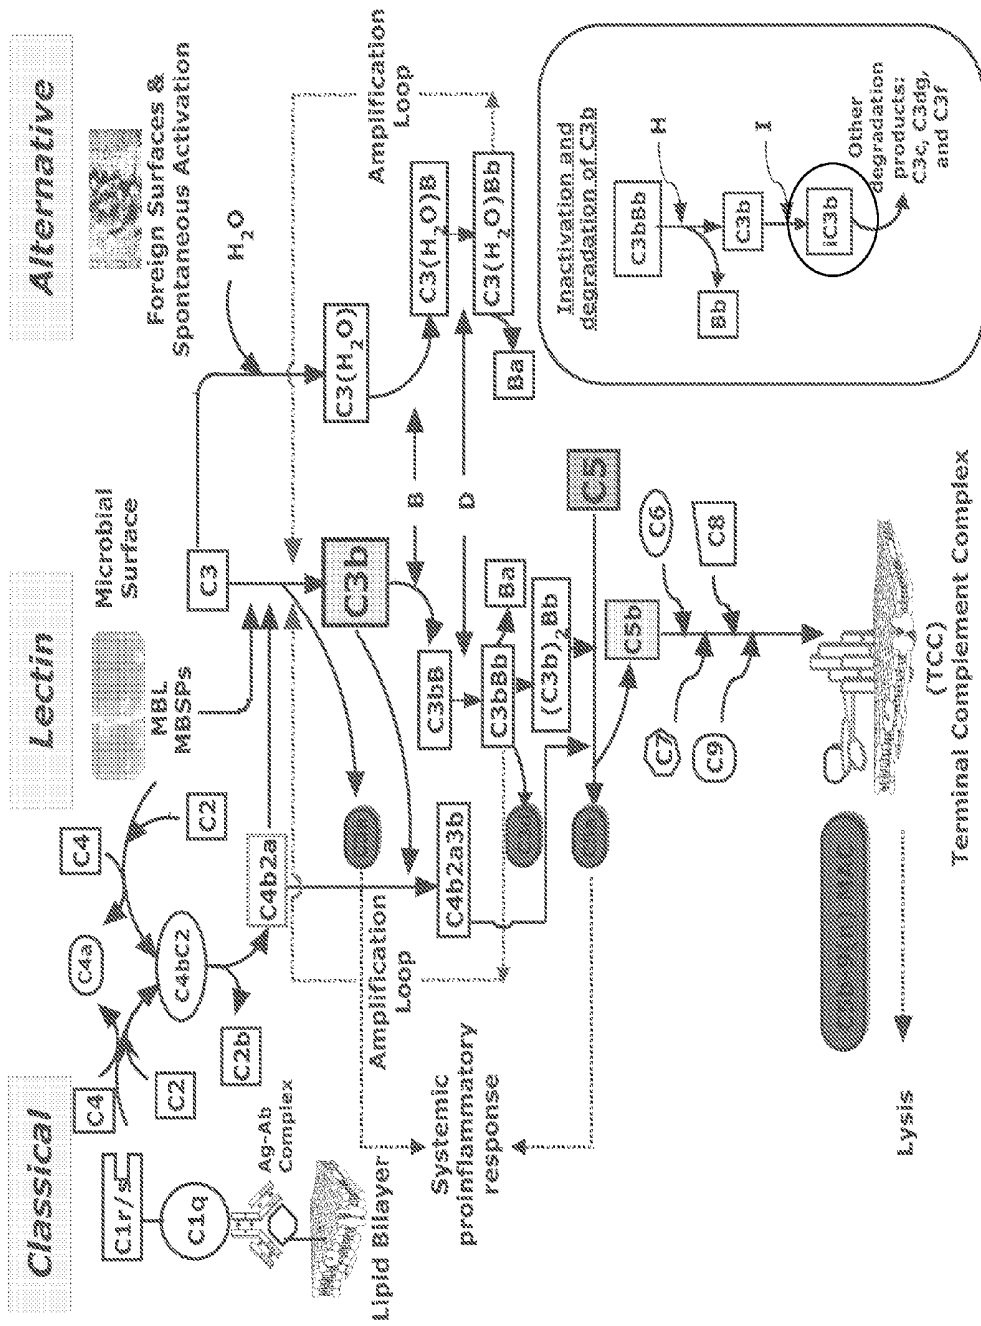 Classical
Lectin
Alternative
C1r/s
C1q
Ag-Ab
Complex
Lipid Bilayer
C4
C2
C4a
C4bC2
C2b
C4
C2
C4b2a
MBL
MBSPs
Microbial
Surface
Foreign Surfaces &
Spontaneous Activation
H2O
C3
C3b
C3(H2O)
C3(H2O)B
C3(H2O)Bb
Ba
Amplification
Loop
B
D
C3bB
C3bBb
Ba
(C3b)2Bb
C4b2a3b
Amplification
Loop
Systemic
proinflammatory
response
C5
C5b
C6
C7
C8
C9
Lysis
Terminal Complement Complex
(TCC)
Inactivation and
degradation of C3b
C3bBb
H
Bb
C3b
I
iC3b
Other
degradation
products:
C3c, C3dg,
and C3f